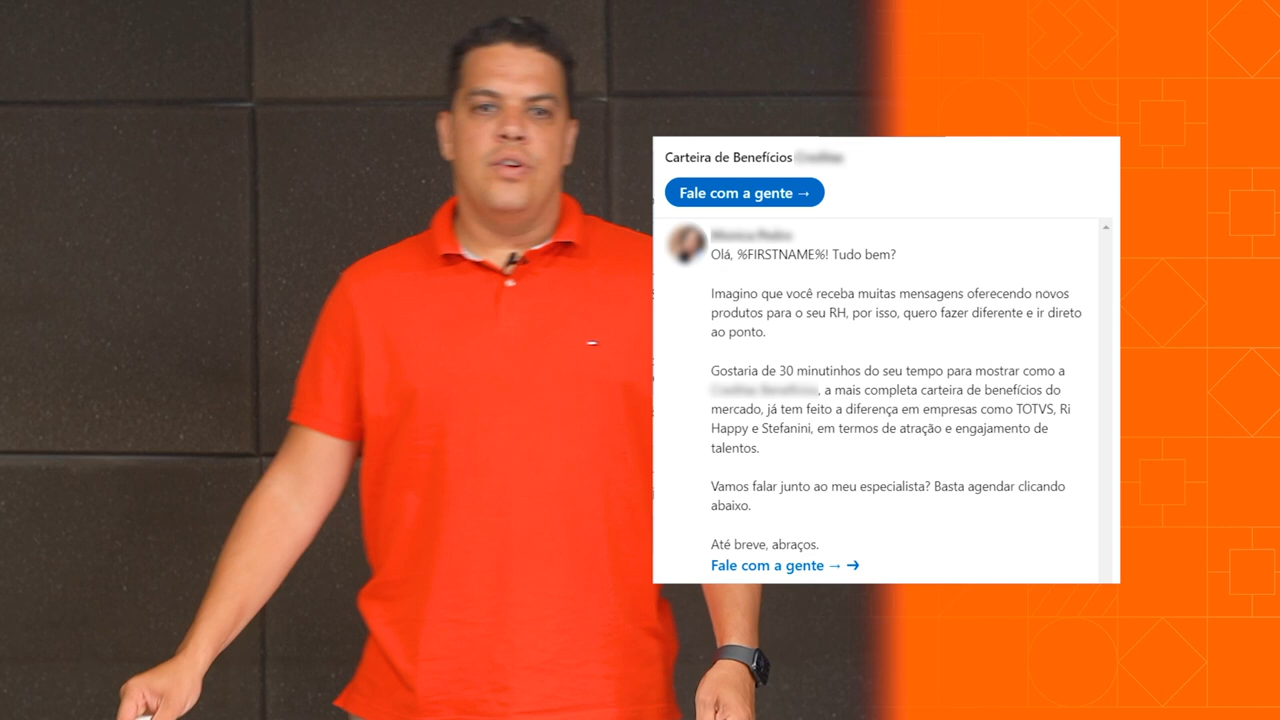 Carteira de Benefícios
Fale com a gente →
Olá, %FIRSTNAME%! Tudo bem?
Imagino que você receba muitas mensagens oferecendo novos
produtos para o seu RH, por isso, quero fazer diferente e ir direto
ao ponto.
Gostaria de 30 minutinhos do seu tempo para mostrar como a
, a mais completa carteira de benefícios do
mercado, já tem feito a diferença em empresas como TOTVS, Ri
Happy e Stefanini, em termos de atração e engajamento de
talentos.
Vamos falar junto ao meu especialista? Basta agendar clicando
abaixo.
Até breve, abraços.
Fale com a gente → →